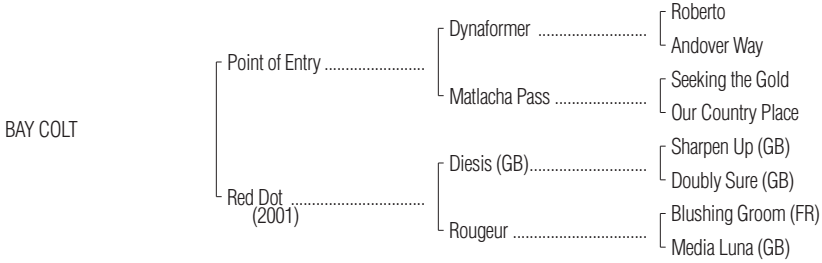 Roberto
Dynaformer ..........................
Andover Way
Point of Entry ........................
Seeking the Gold
Matlacha Pass ......................
Our Country Place
BAY COLT
Sharpen Up (GB)
Diesis (GB)............................
Doubly Sure (GB)
Red Dot ................................
(2001)
Blushing Groom (FR)
Rougeur ................................
Media Luna (GB)